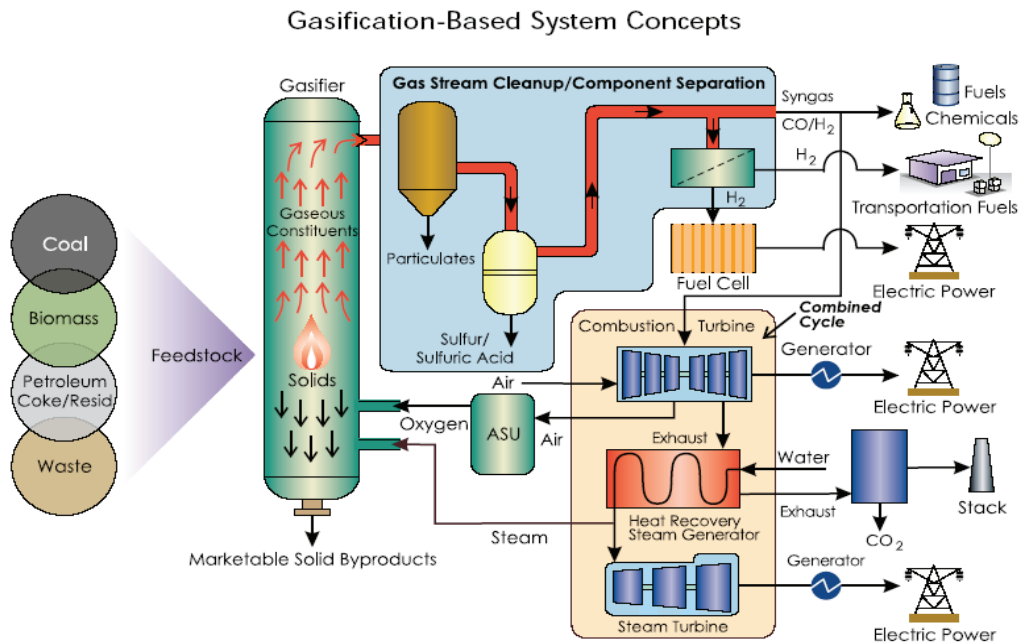 Gasification-Based System Concepts
Gasifier
Gas Stream Cleanup/Component Separation
Syngas
CO/H2
Fuels
Chemicals
H2
Transportation Fuels
Gaseous
Constituents
Particulates
H2
Fuel Cell
Electric Power
Coal
Biomass
Petroleum
Coke/Resid
Waste
Feedstock
Solids
Sulfur/
Sulfuric Acid
Combustion
Turbine
Combined
Cycle
Generator
Electric Power
Air
Oxygen
ASU
Air
Exhaust
Water
Heat Recovery
Steam Generator
Exhaust
CO2
Stack
Steam
Marketable Solid Byproducts
Generator
Steam Turbine
Electric Power